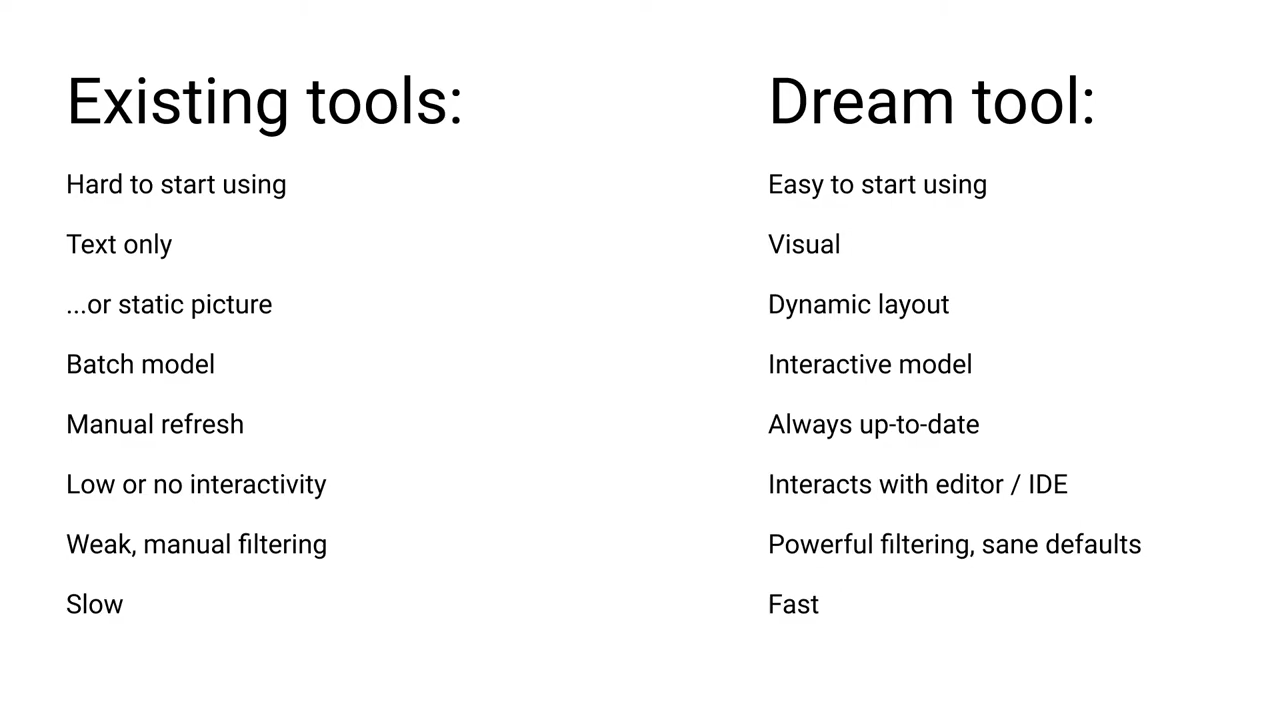 Existing tools:
Hard to start using
Text only
...or static picture
Batch model
Manual refresh
Low or no interactivity
Weak, manual filtering
Slow
Dream tool:
Easy to start using
Visual
Dynamic layout
Interactive model
Always up-to-date
Interacts with editor / IDE
Powerful filtering, sane defaults
Fast